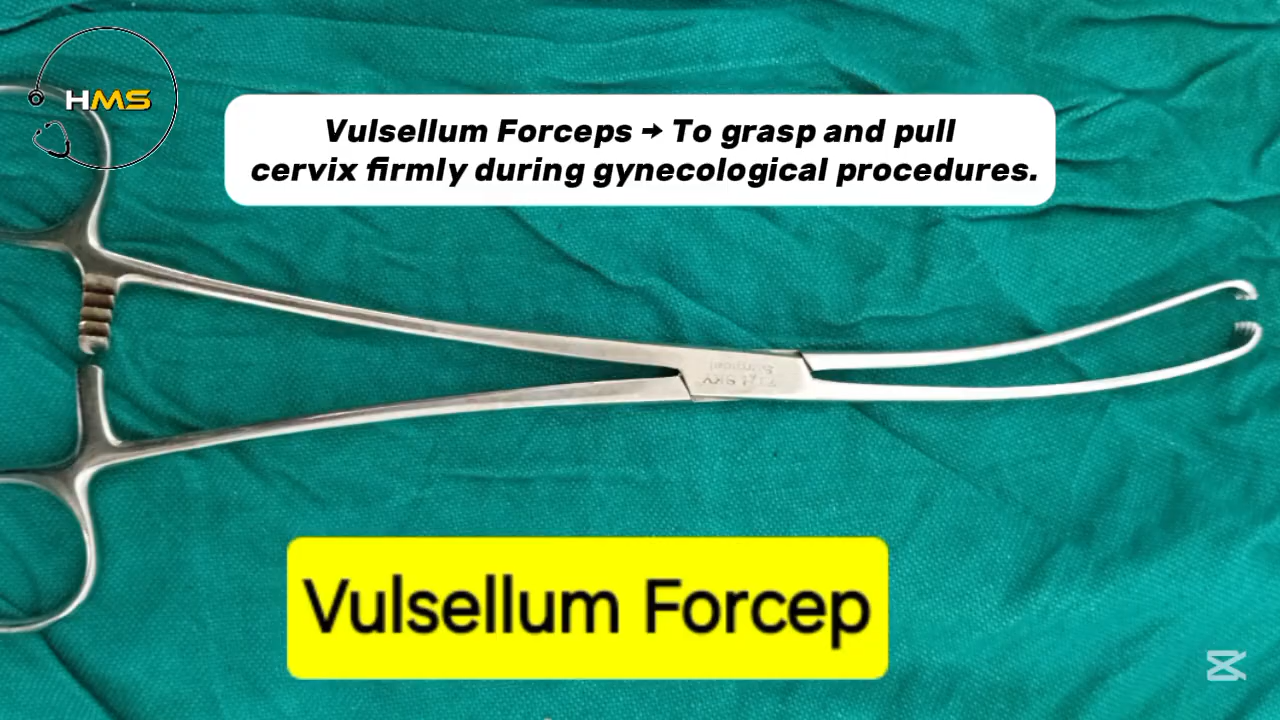 HMS
Vulsellum Forceps → To grasp and pull
cervix firmly during gynecological procedures.
Vulsellum Forcep